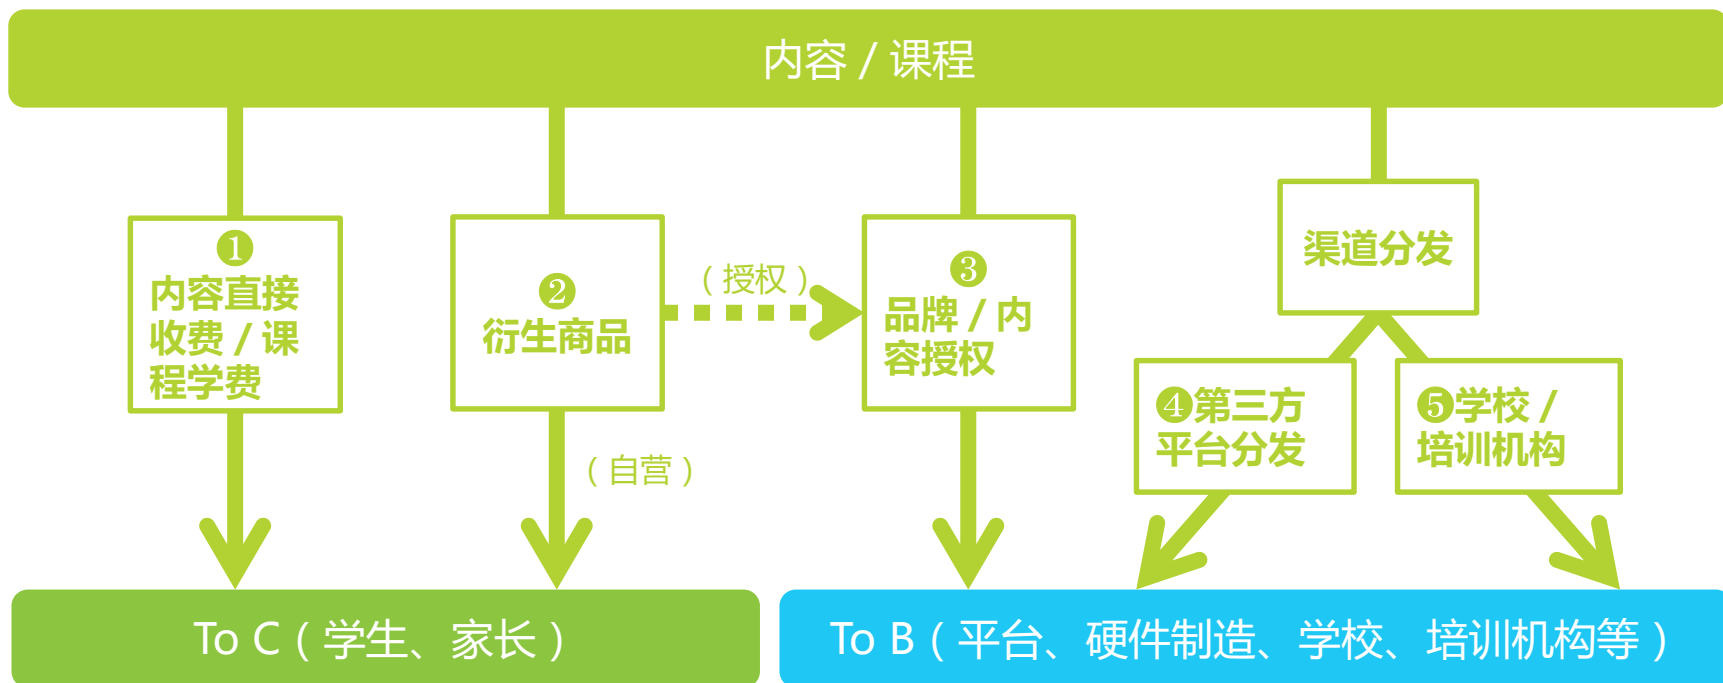 内容 / 课程
❶
内容直接
收费 / 课
程学费
❷
衍生商品
（授权）
（自营）
❸
品牌 / 内
容授权
渠道分发
❹第三方
平台分发
❺学校 /
培训机构
To C（学生、家长）
To B（平台、硬件制造、学校、培训机构等）